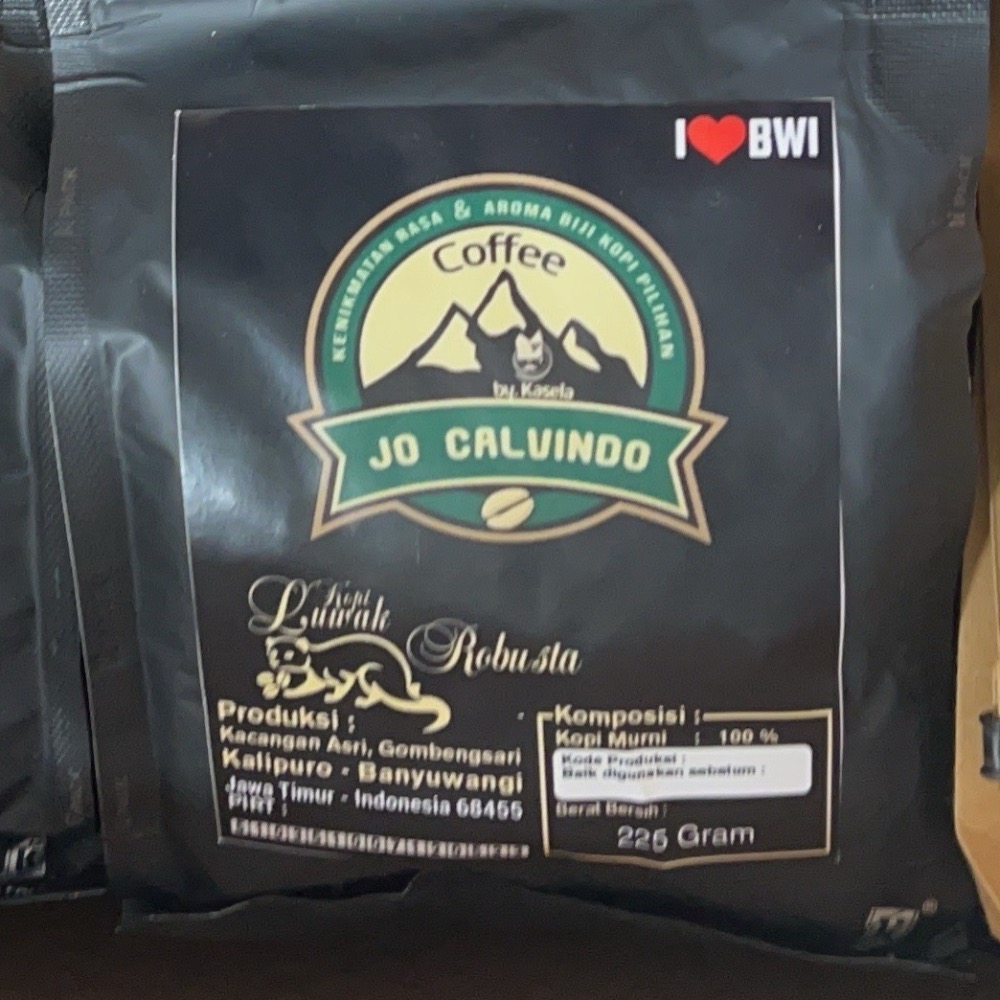 I ❤ BWI
KENIKMATAN RASA & AROMA BIJI KOPI PILIHAN
Coffee
by. Kasela
JO CALVINDO
Kopi
Luwak
Robusta
Produksi :
Kacangan Asri, Gombengsari
Kalipuro - Banyuwangi
Jawa Timur - Indonesia 68455
PIRT :
Komposisi :
Kopi Murni : 100 %
Kode Produksi :
Baik digunakan sebelum :
Berat Bersih :
225 Gram